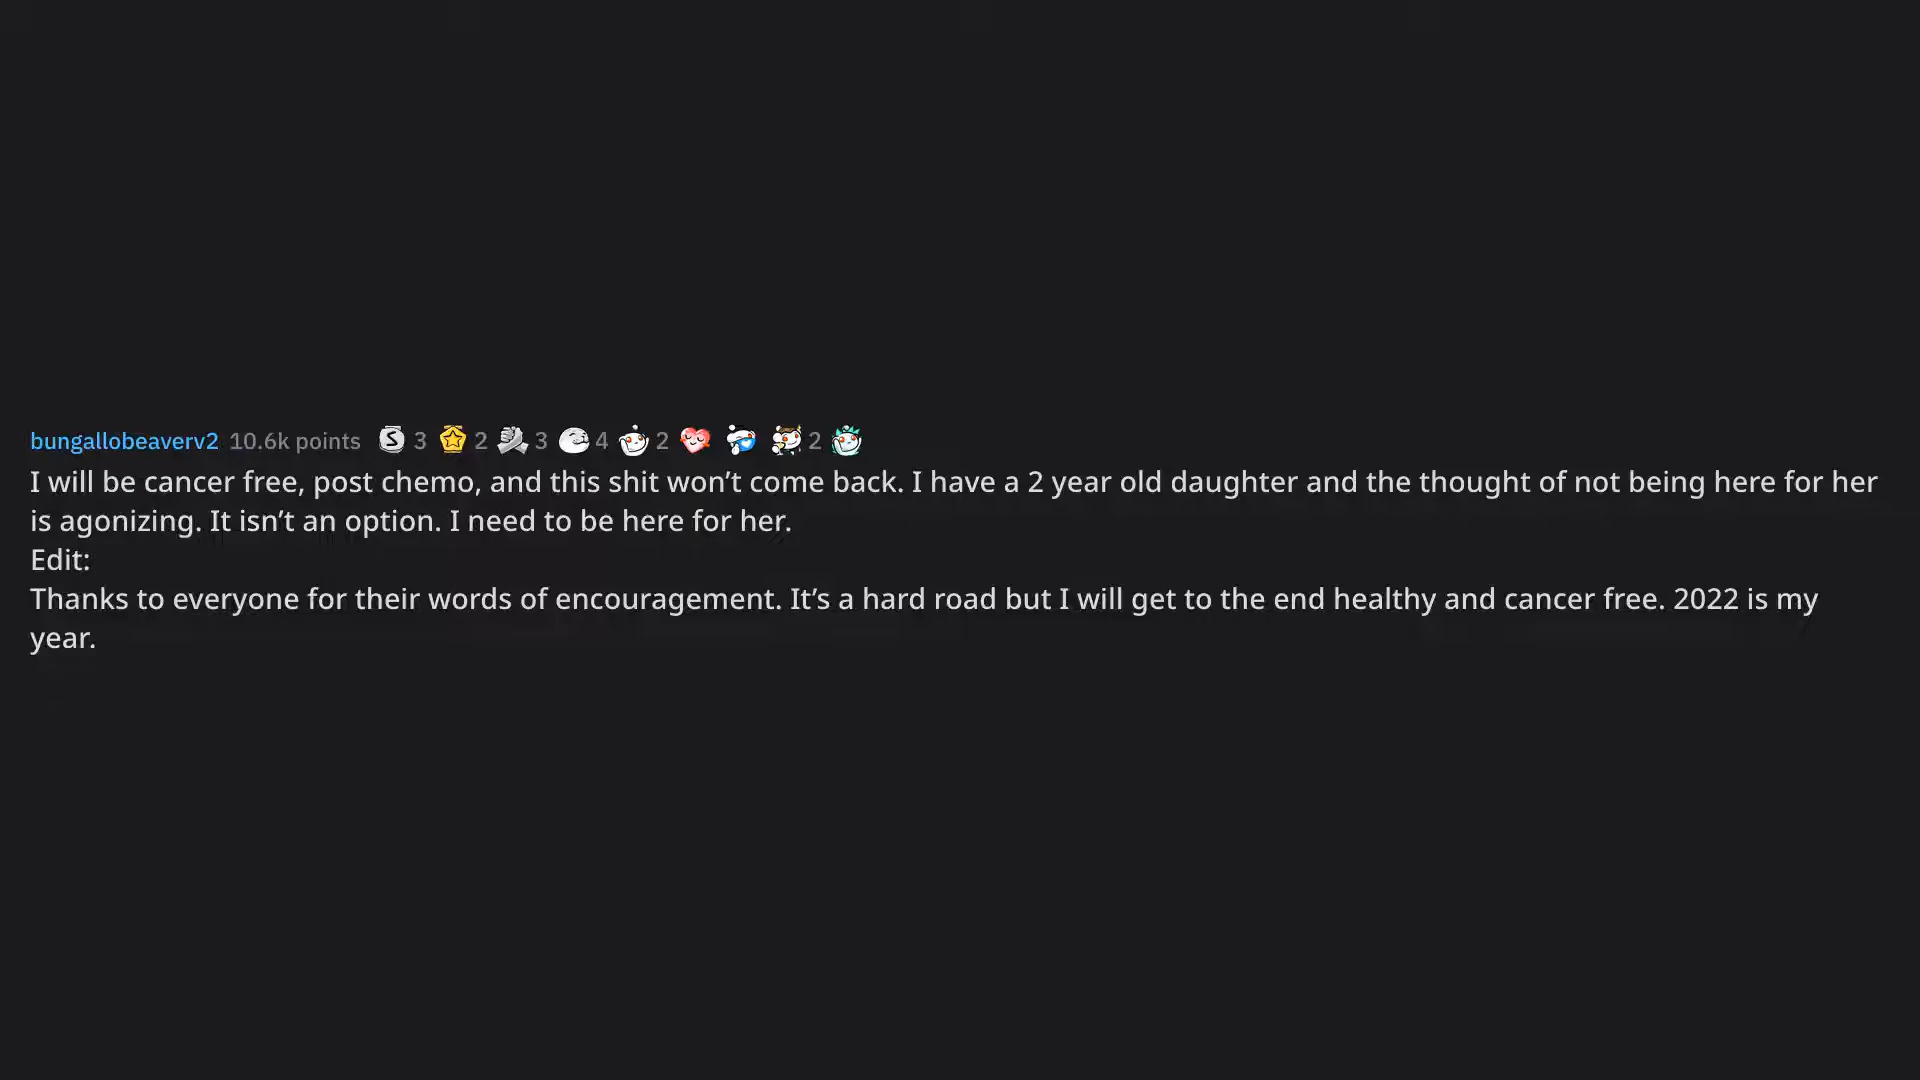 bungallobeaverv2 10.6k points 3 2 3 4 2 2
I will be cancer free, post chemo, and this shit won’t come back. I have a 2 year old daughter and the thought of not being here for her
is agonizing. It isn’t an option. I need to be here for her.
Edit:
Thanks to everyone for their words of encouragement. It’s a hard road but I will get to the end healthy and cancer free. 2022 is my
year.